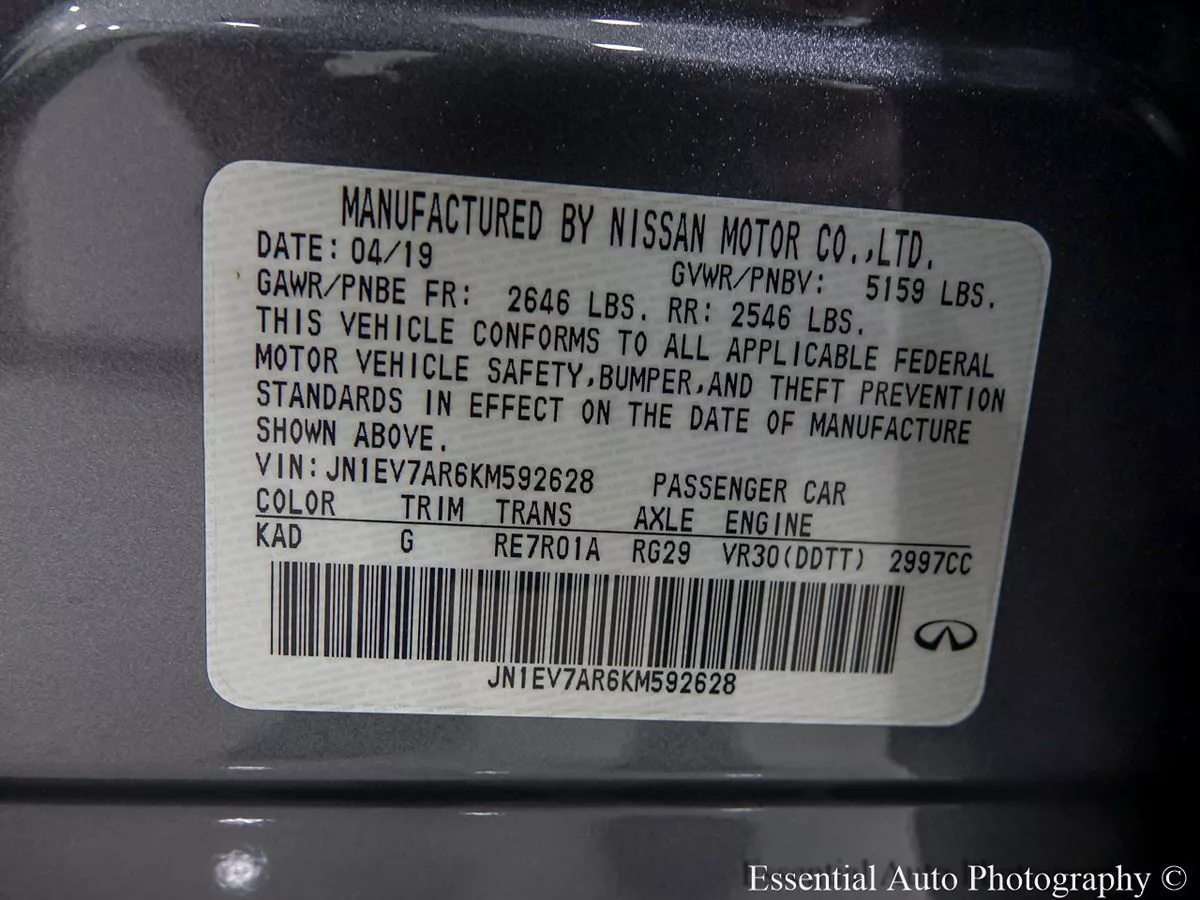 MANUFACTURED BY NISSAN MOTOR CO.,LTD.
DATE: 04/19 GVWR/PNBV: 5159 LBS.
GAWR/PNBE FR: 2646 LBS. RR: 2546 LBS.
THIS VEHICLE CONFORMS TO ALL APPLICABLE FEDERAL
MOTOR VEHICLE SAFETY,BUMPER,AND THEFT PREVENTION
STANDARDS IN EFFECT ON THE DATE OF MANUFACTURE
SHOWN ABOVE.
VIN: JN1EV7AR6KM592628 PASSENGER CAR
COLOR TRIM TRANS AXLE ENGINE
KAD G RE7R01A RG29 VR30(DDTT) 2997CC
JN1EV7AR6KM592628
Essential Auto Photography ©